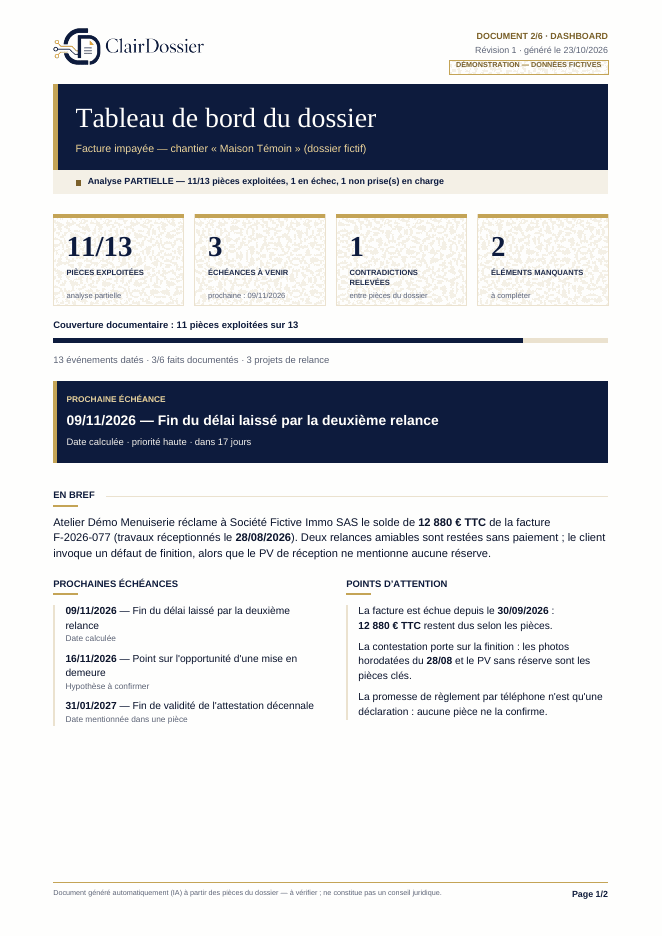 ClairDossier
DOCUMENT 2/6 · DASHBOARD
Révision 1 · généré le 23/10/2026
DÉMONSTRATION — DONNÉES FICTIVES
Tableau de bord du dossier
Facture impayée — chantier « Maison Témoin » (dossier fictif)
Analyse PARTIELLE — 11/13 pièces exploitées, 1 en échec, 1 non prise(s) en charge
11/13
PIÈCES EXPLOITÉES
analyse partielle
3
ÉCHÉANCES À VENIR
prochaine : 09/11/2026
1
CONTRADICTIONS
RELEVÉES
entre pièces du dossier
2
ÉLÉMENTS MANQUANTS
à compléter
Couverture documentaire : 11 pièces exploitées sur 13
13 événements datés · 3/6 faits documentés · 3 projets de relance
PROCHAINE ÉCHÉANCE
09/11/2026 — Fin du délai laissé par la deuxième relance
Date calculée · priorité haute · dans 17 jours
EN BREF
Atelier Démo Menuiserie réclame à Société Fictive Immo SAS le solde de 12 880 € TTC de la facture
F-2026-077 (travaux réceptionnés le 28/08/2026). Deux relances amiables sont restées sans paiement ; le client
invoque un défaut de finition, alors que le PV de réception ne mentionne aucune réserve.
PROCHAINES ÉCHÉANCES
09/11/2026 — Fin du délai laissé par la deuxième
relance
Date calculée
16/11/2026 — Point sur l'opportunité d'une mise en
demeure
Hypothèse à confirmer
31/01/2027 — Fin de validité de l'attestation décennale
Date mentionnée dans une pièce
POINTS D'ATTENTION
La facture est échue depuis le 30/09/2026 :
12 880 € TTC restent dus selon les pièces.
La contestation porte sur la finition : les photos
horodatées du 28/08 et le PV sans réserve sont les
pièces clés.
La promesse de règlement par téléphone n'est qu'une
déclaration : aucune pièce ne la confirme.
Document généré automatiquement (IA) à partir des pièces du dossier — à vérifier ; ne constitue pas un conseil juridique.
Page 1/2